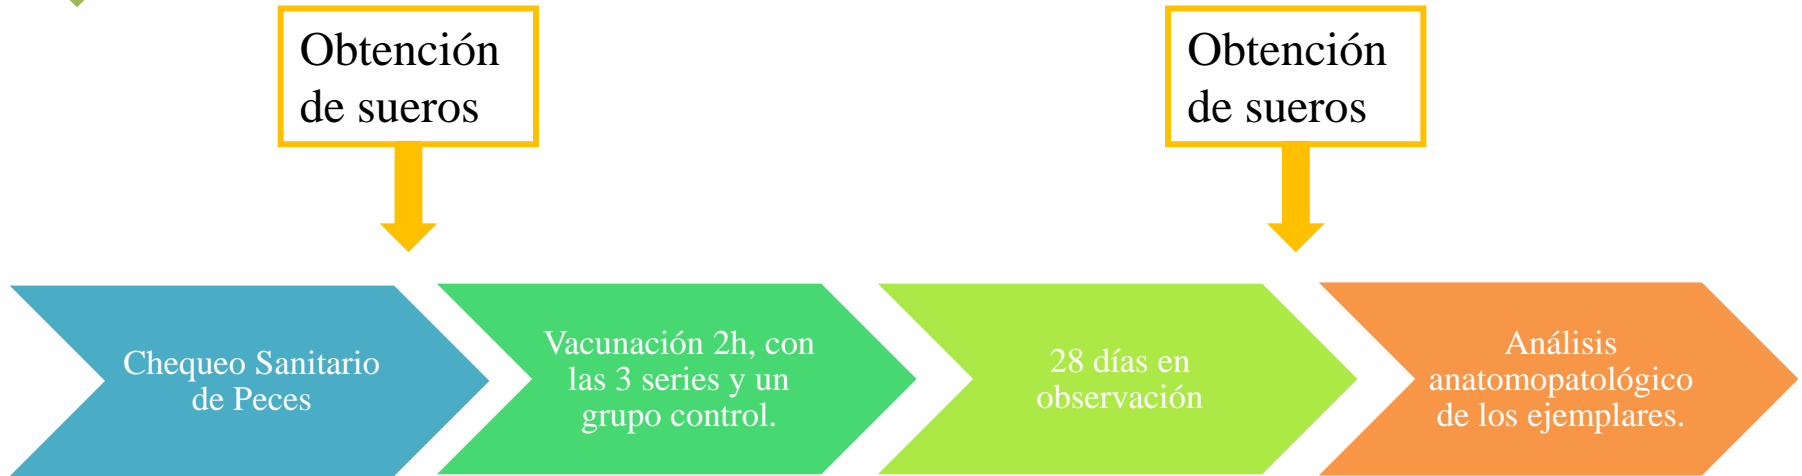 Obtención
de sueros
Obtención
de sueros
Chequeo Sanitario
de Peces
Vacunación 2h, con
las 3 series y un
grupo control.
28 días en
observación
Análisis
anatomopatológico
de los ejemplares.